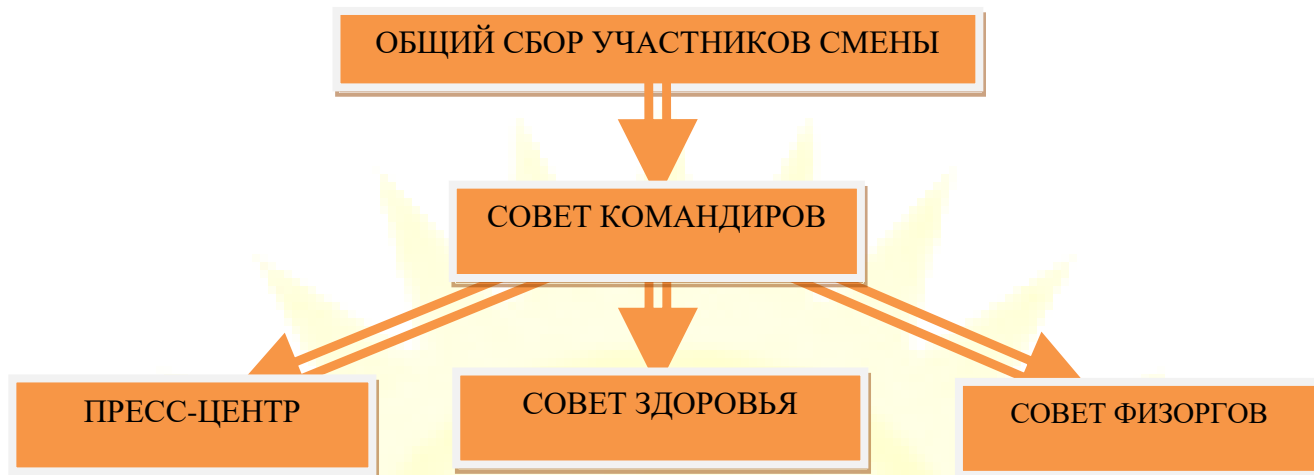 ОБЩИЙ СБОР УЧАСТНИКОВ СМЕНЫ
СОВЕТ КОМАНДИРОВ
ПРЕСС-ЦЕНТР
СОВЕТ ЗДОРОВЬЯ
СОВЕТ ФИЗОРГОВ